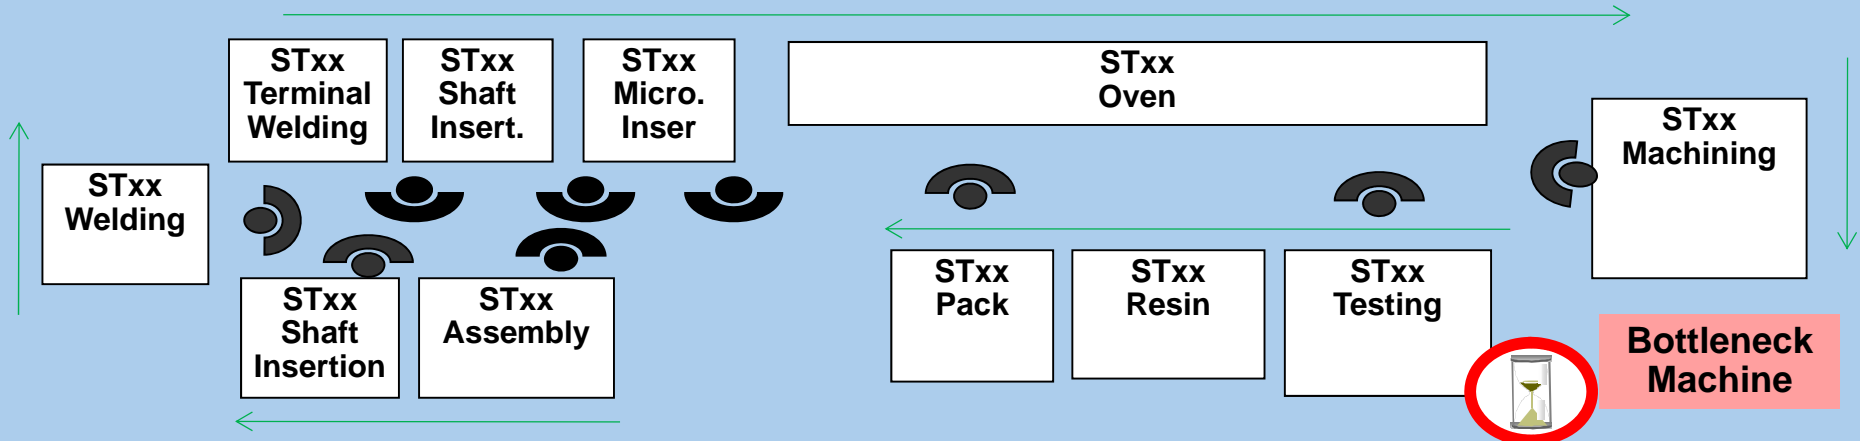 STxx
Terminal
Welding
STxx
Shaft
Insert.
STxx
Micro.
Inser
STxx
Oven
STxx
Machining
STxx
Welding
STxx
Shaft
Insertion
STxx
Assembly
STxx
Pack
STxx
Resin
STxx
Testing
Bottleneck
Machine